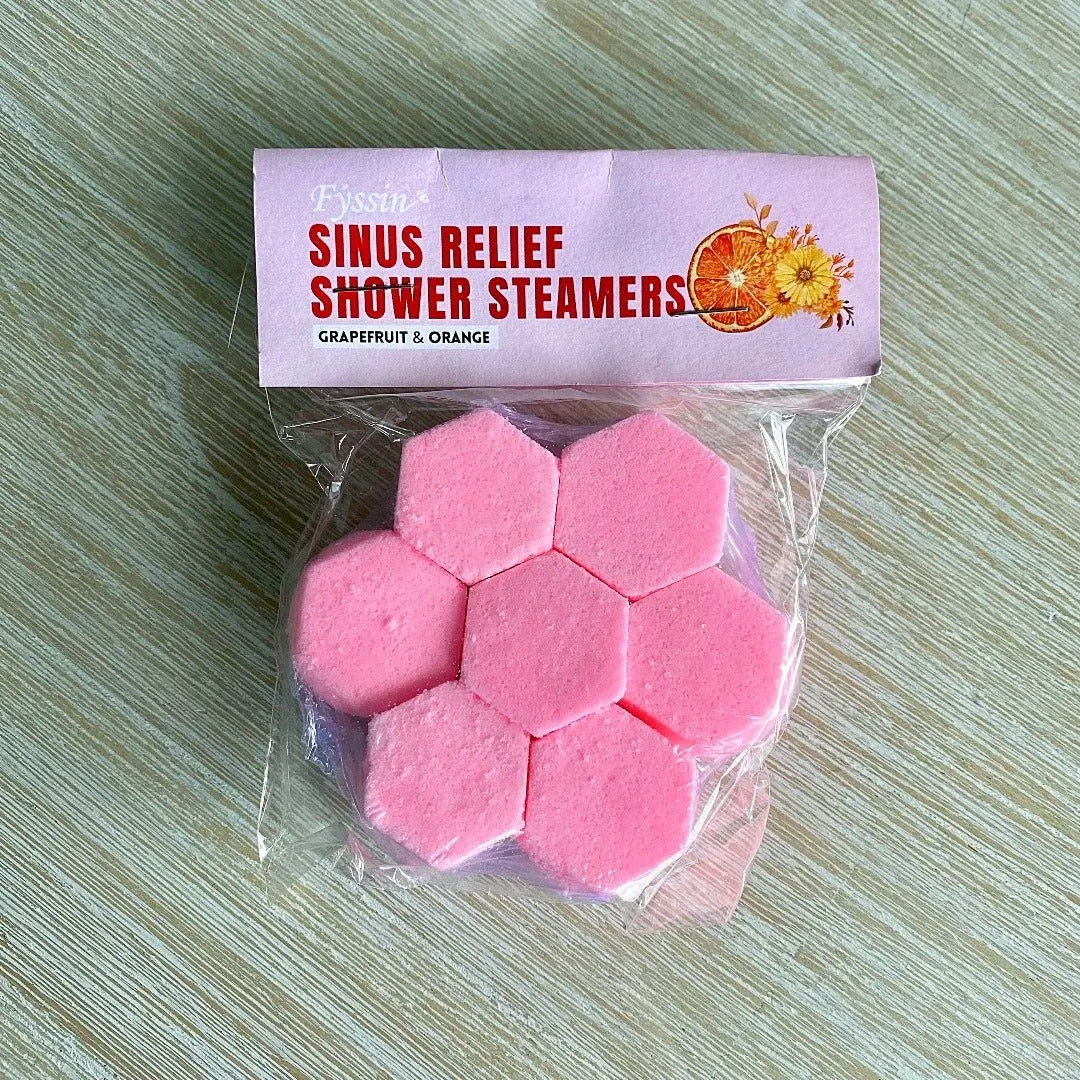 Fyssin
SINUS RELIEF
SHOWER STEAMERS
GRAPEFRUIT & ORANGE